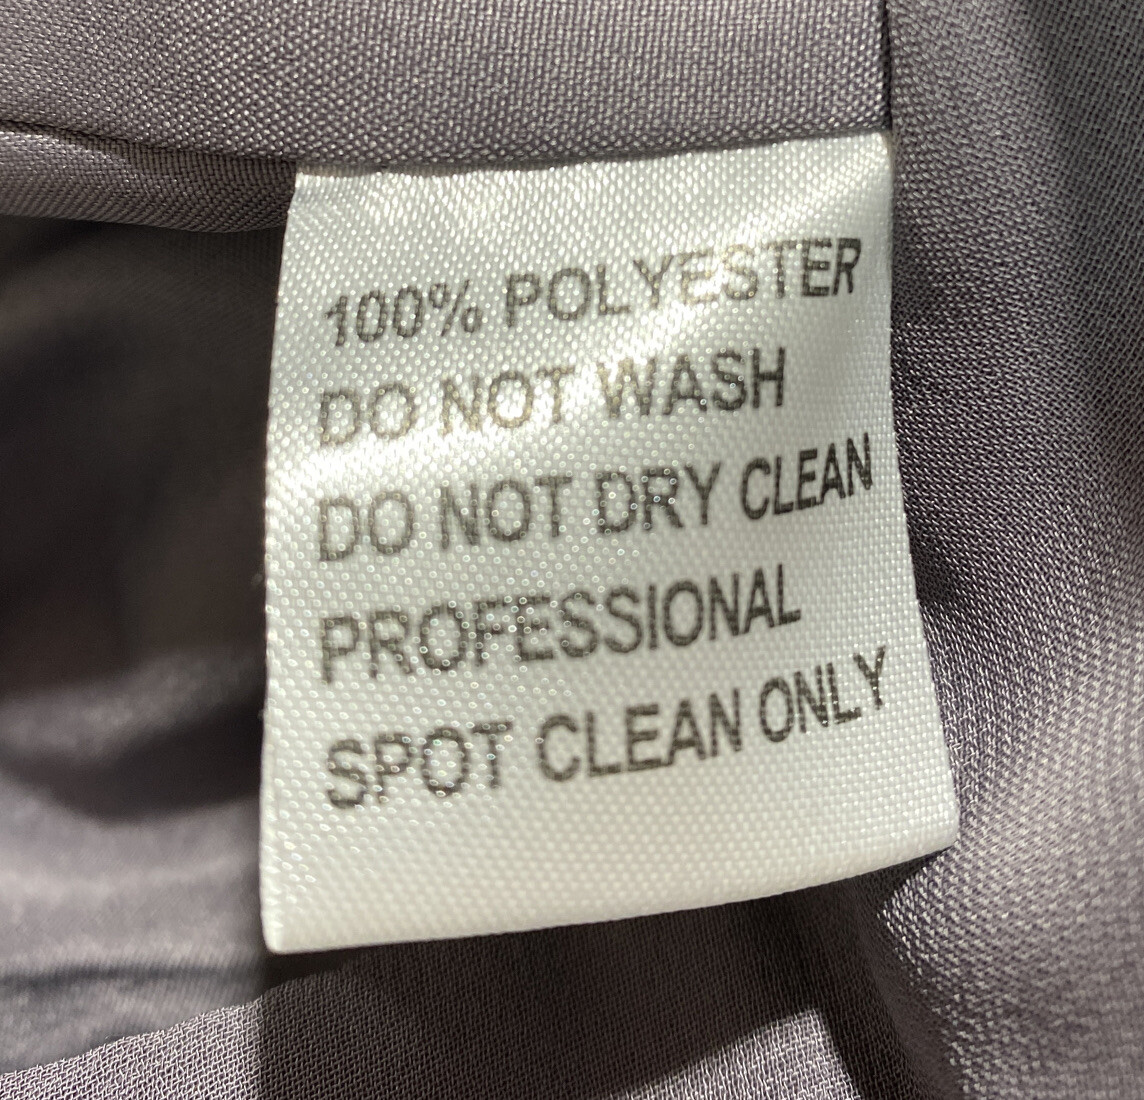 100% POLYESTER
DO NOT WASH
DO NOT DRY CLEAN
PROFESSIONAL
SPOT CLEAN ONLY